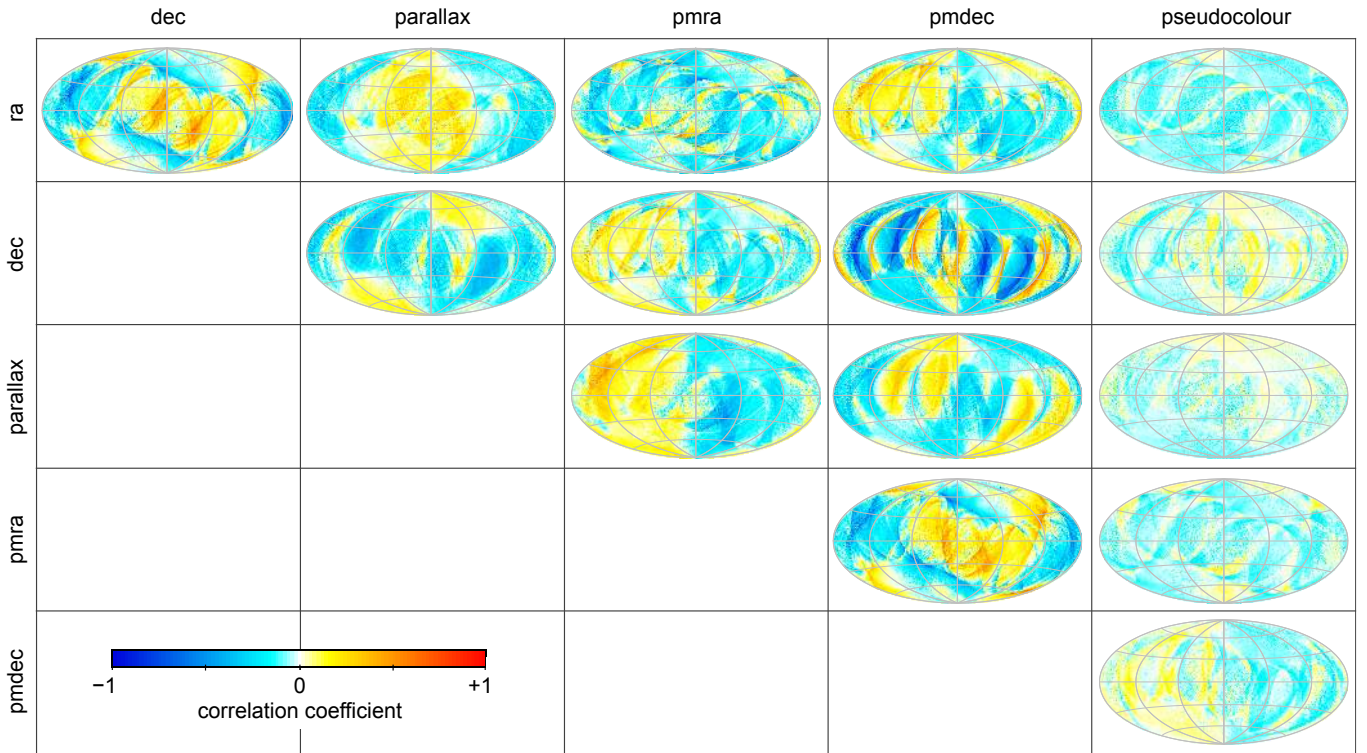 dec parallax pmra pmdec pseudocolour
ra
dec
parallax
pmra
pmdec
−1 0 +1
correlation coefficient